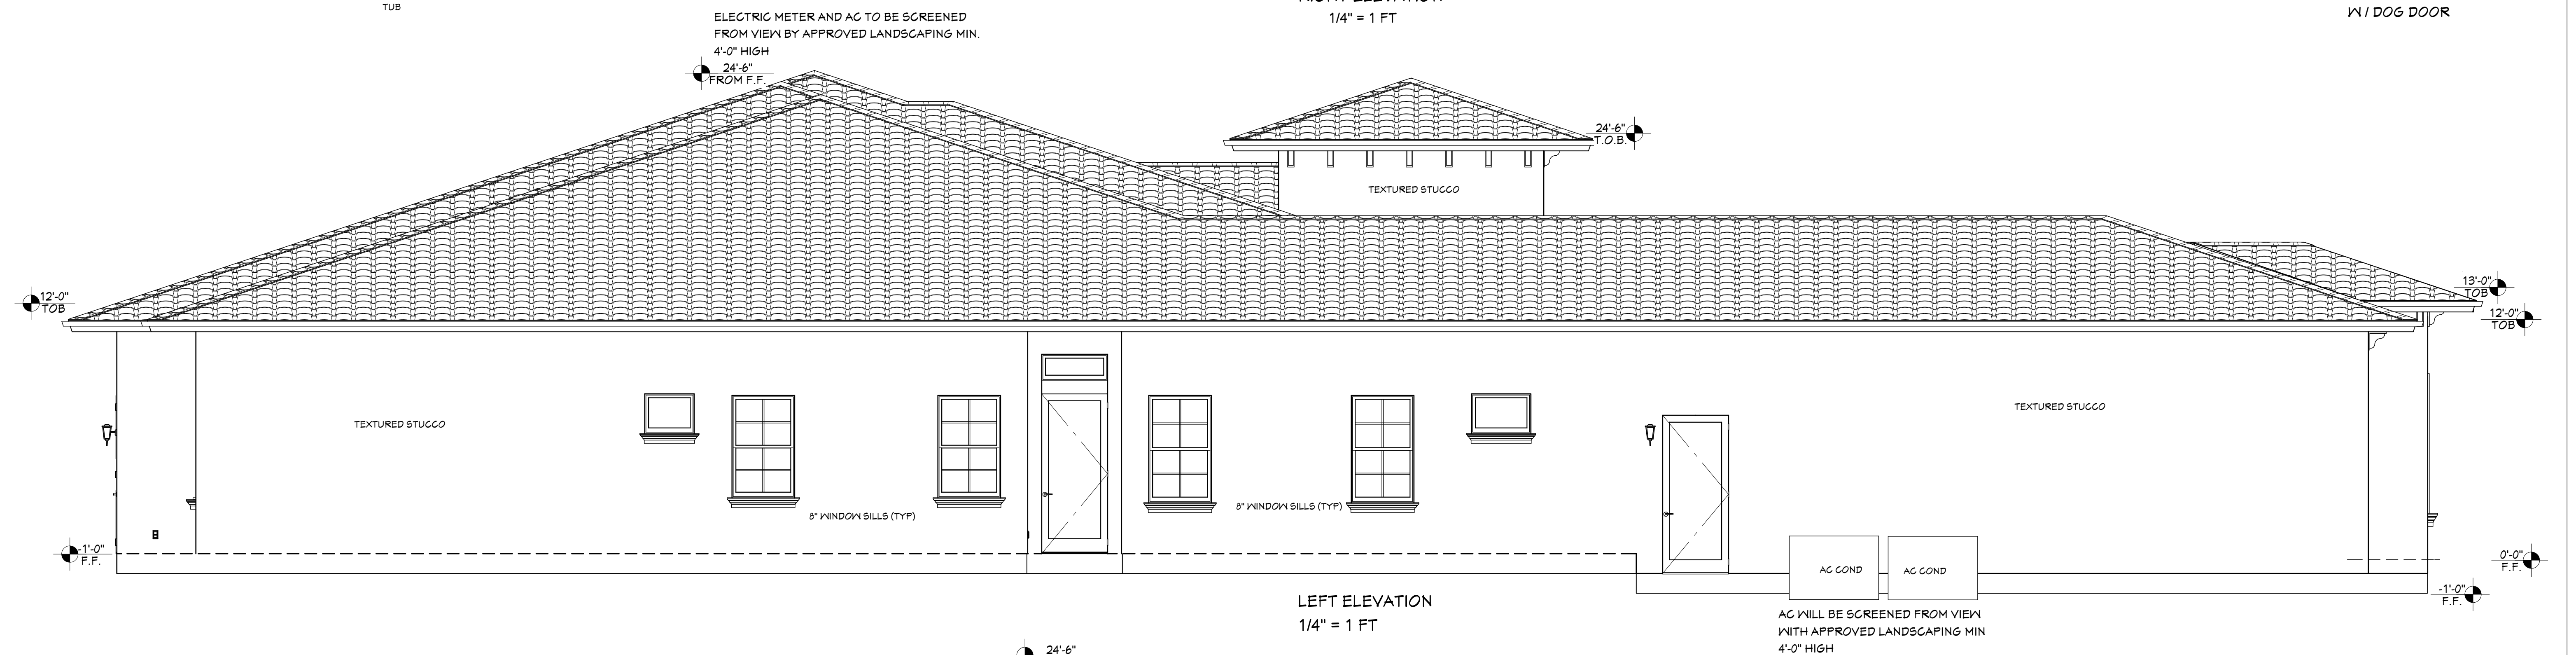 TUB
1/4" = 1 FT
W/ DOG DOOR
ELECTRIC METER AND AC TO BE SCREENED
FROM VIEW BY APPROVED LANDSCAPING MIN.
4'-0" HIGH
24'-6"
FROM F.F.
24'-6"
T.O.B.
TEXTURED STUCCO
12'-0"
TOB
13'-0"
TOB
12'-0"
TOB
TEXTURED STUCCO
TEXTURED STUCCO
8" WINDOW SILLS (TYP)
8" WINDOW SILLS (TYP)
-1'-0"
F.F.
0'-0"
F.F.
AC COND
AC COND
-1'-0"
F.F.
LEFT ELEVATION
1/4" = 1 FT
AC WILL BE SCREENED FROM VIEW
WITH APPROVED LANDSCAPING MIN
4'-0" HIGH
24'-6"